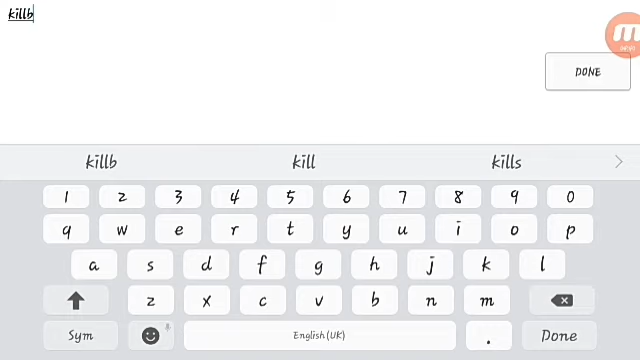 killb
DONE
killb kill kills
1 2 3 4 5 6 7 8 9 0
q w e r t y u i o p
a s d f g h j k l
z x c v b n m
Sym English (UK) . Done